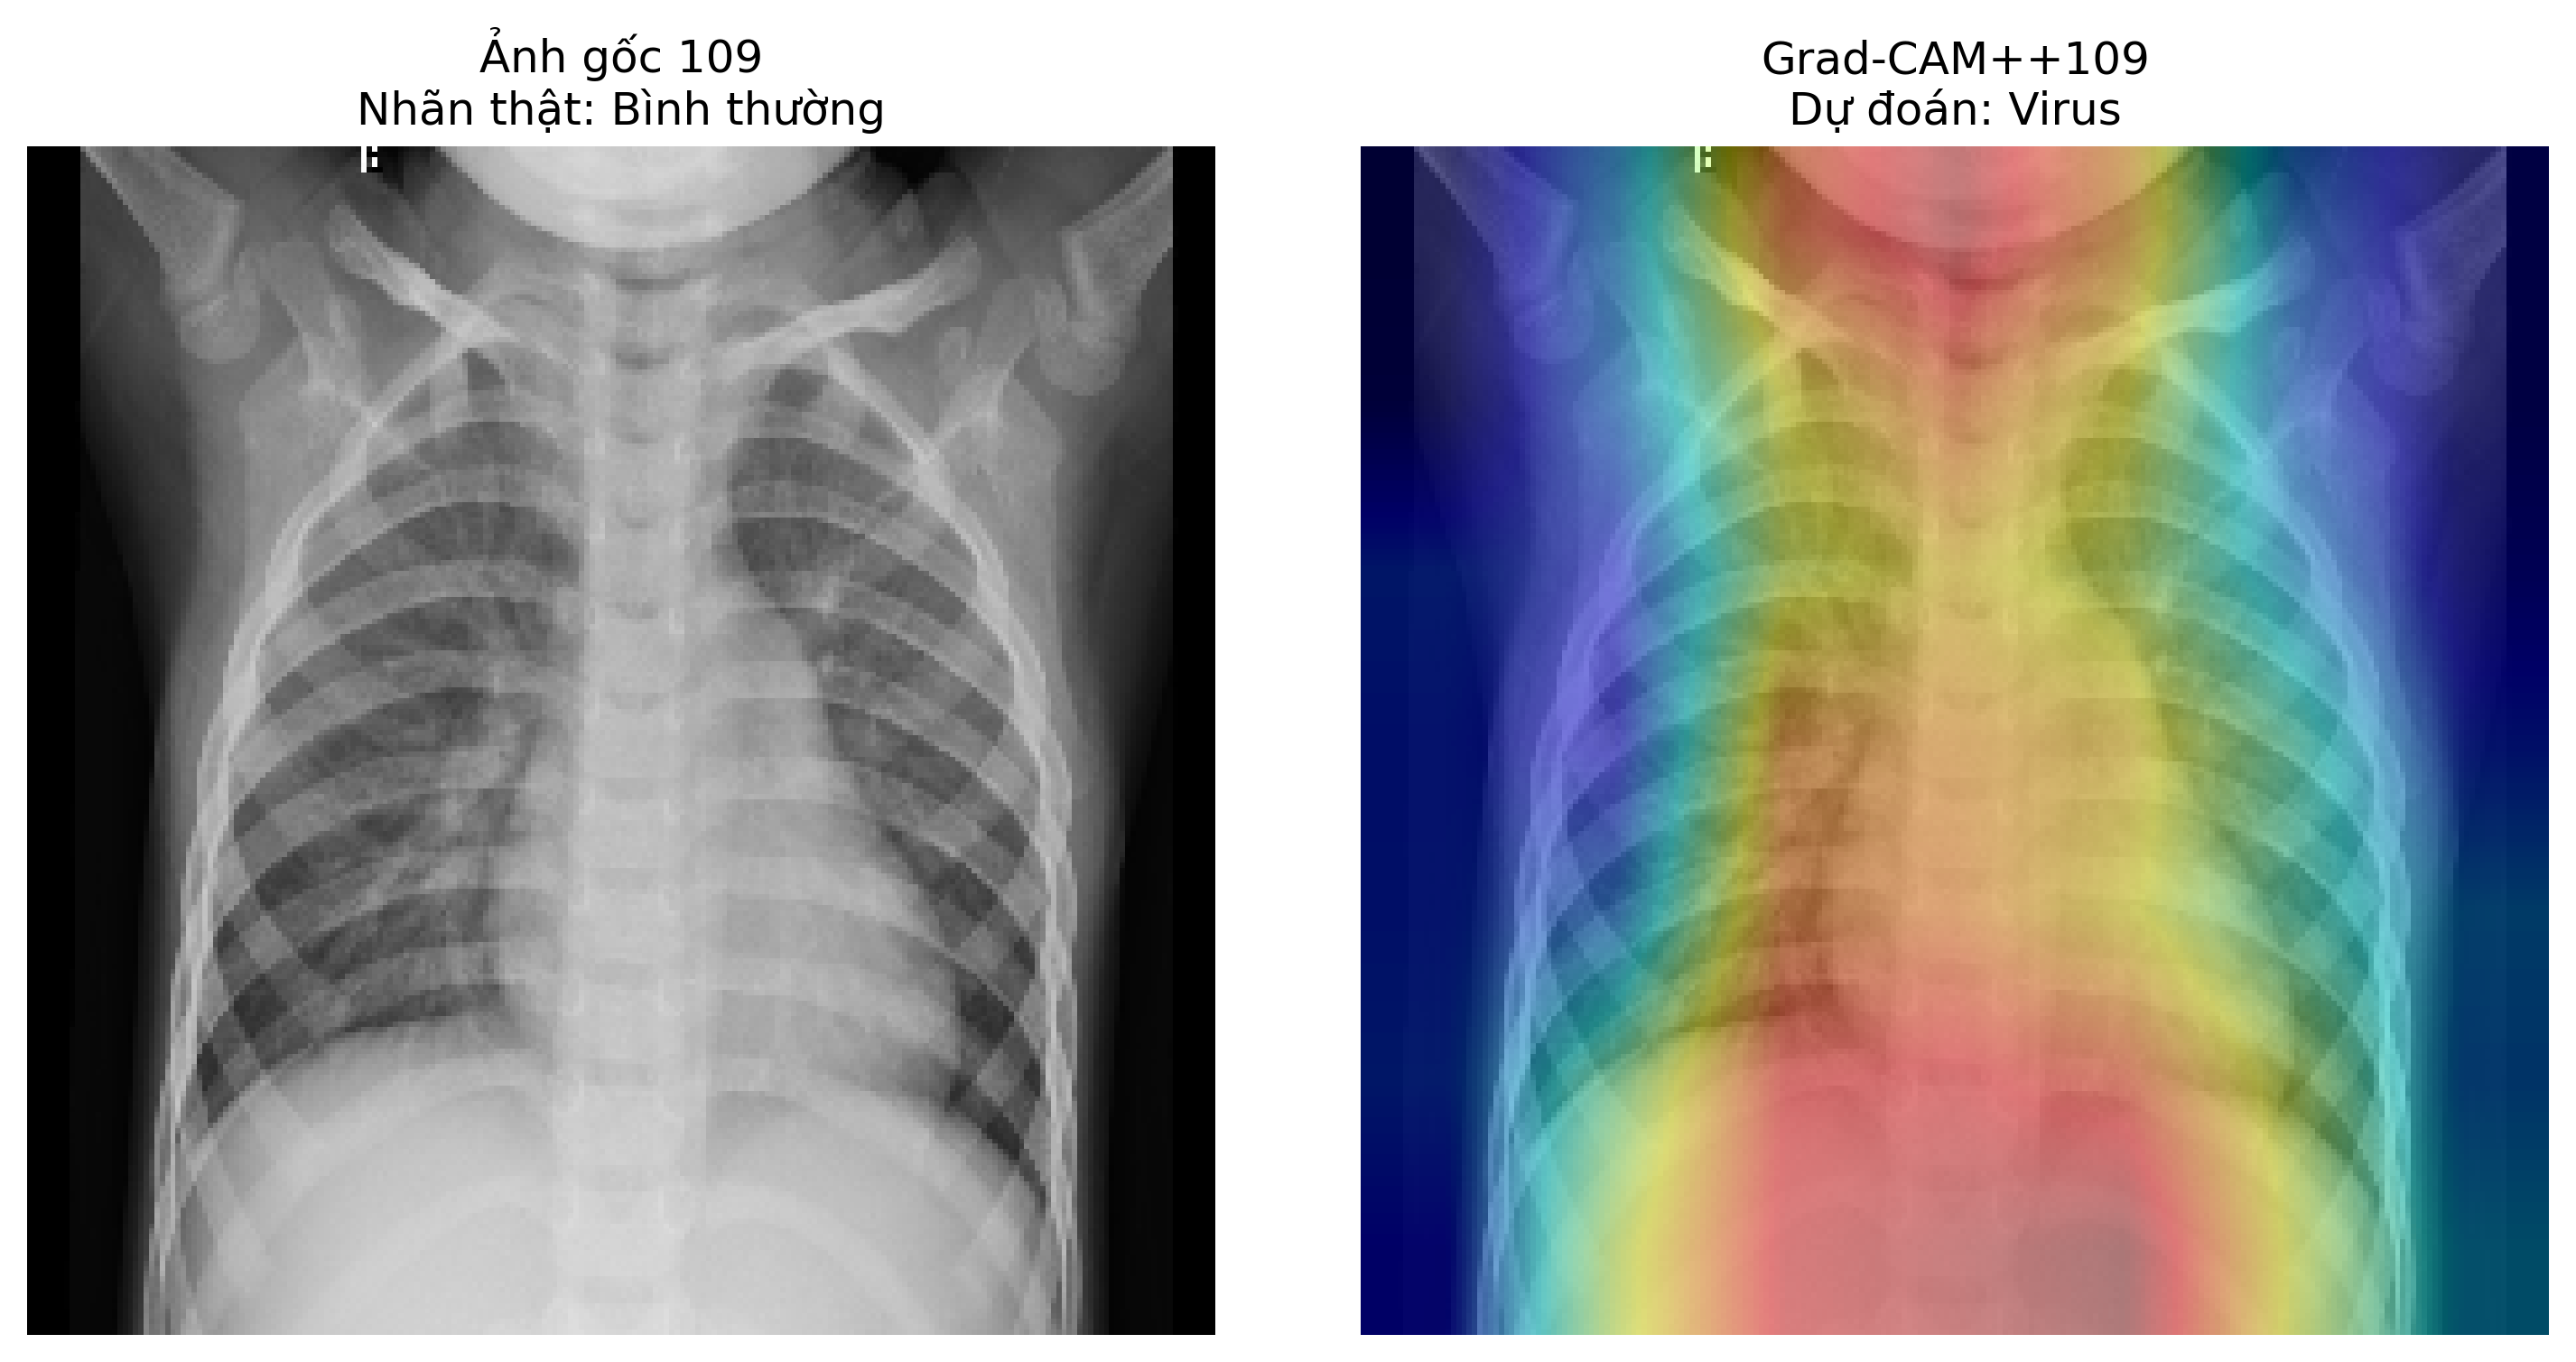 Ảnh gốc 109
Nhãn thật: Bình thường
Grad-CAM++109
Dự đoán: Virus